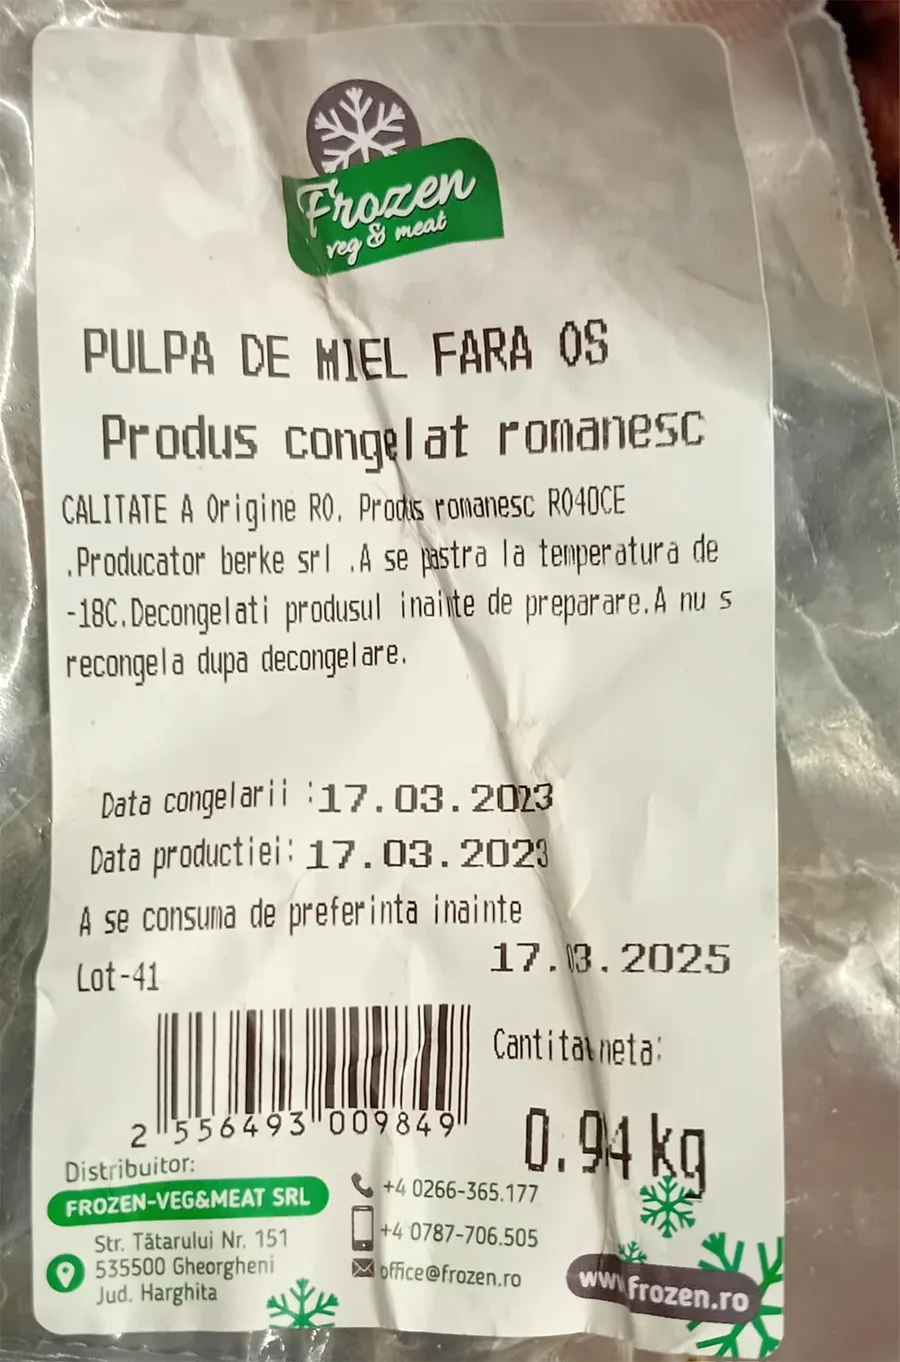 Frozen
veg & meat
PULPA DE MIEL FARA OS
Produs congelat romanesc
CALITATE A Origine RO. Produs romanesc RO40CE
.Producator berke srl .A se pastra la temperatura de
-18C.Decongelati produsul inainte de preparare.A nu s
recongela dupa decongelare.
Data congelarii :17.03.2023
Data productiei: 17.03.2023
A se consuma de preferinta inainte
17.03.2025
Lot-41
Cantitat neta:
2 556493 009849
0.94 kg
Distribuitor:
FROZEN-VEG&MEAT SRL
Str. Tătarului Nr. 151
535500 Gheorgheni
Jud. Harghita
+4 0266-365.177
+4 0787-706.505
office@frozen.ro
www.frozen.ro